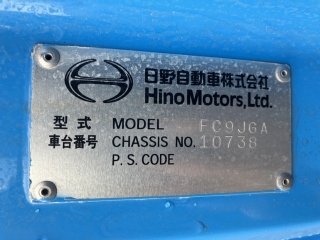 日野自動車株式会社
Hino Motors, Ltd.
型式 MODEL FC9JGA
車台番号 CHASSIS NO. 10738
P. S. CODE